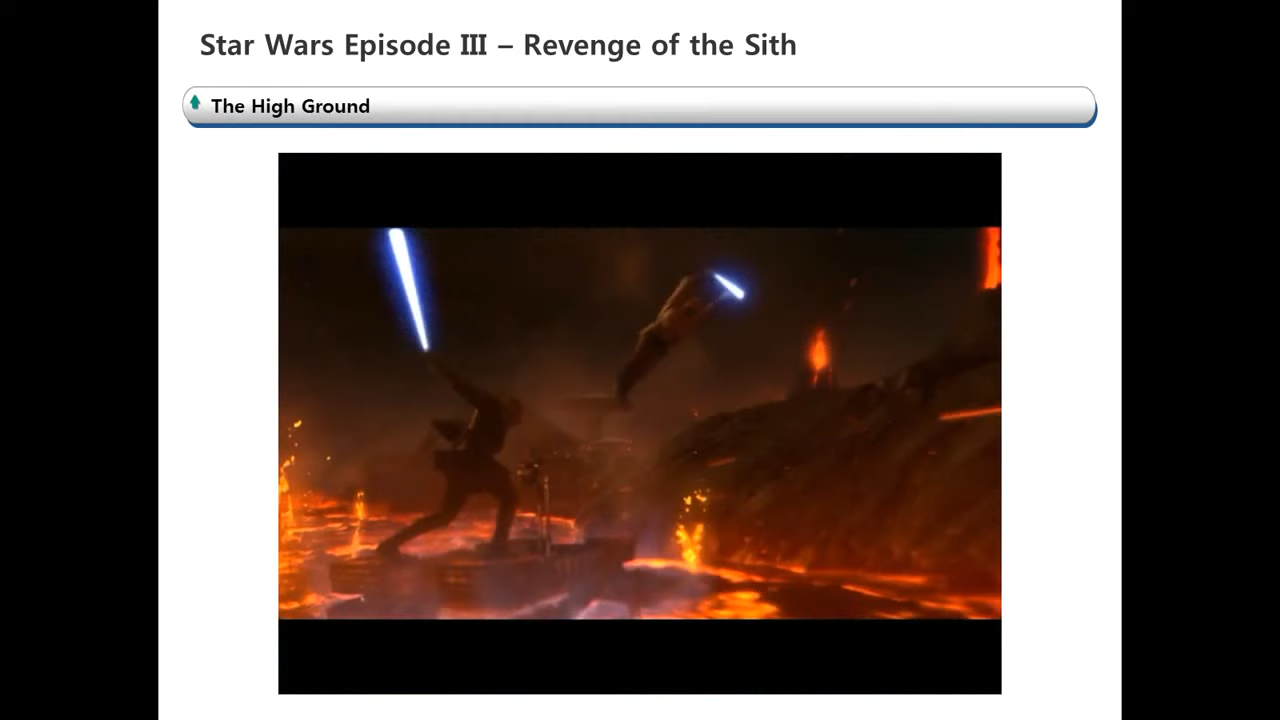 Star Wars Episode III – Revenge of the Sith
The High Ground